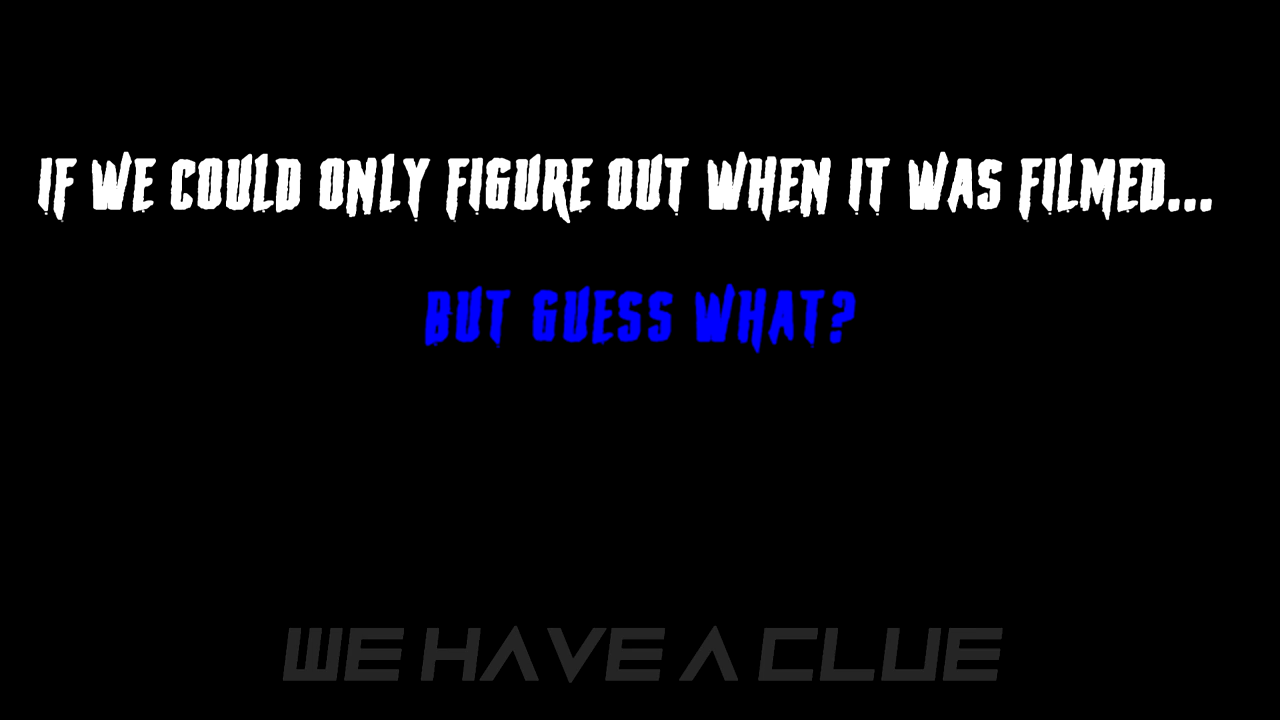 IF WE COULD ONLY FIGURE OUT WHEN IT WAS FILMED...
BUT GUESS WHAT?
WE HAVE A CLUE